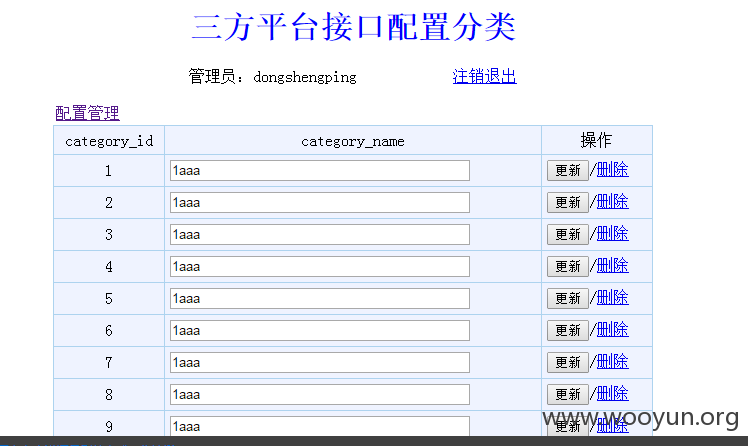 三方平台接口配置分类
管理员：dongshengping 注销退出
配置管理
category_id category_name 操作
1 1aaa 更新/删除
2 1aaa 更新/删除
3 1aaa 更新/删除
4 1aaa 更新/删除
5 1aaa 更新/删除
6 1aaa 更新/删除
7 1aaa 更新/删除
8 1aaa 更新/删除
9 1aaa 更新/删除
www.wooyun.org